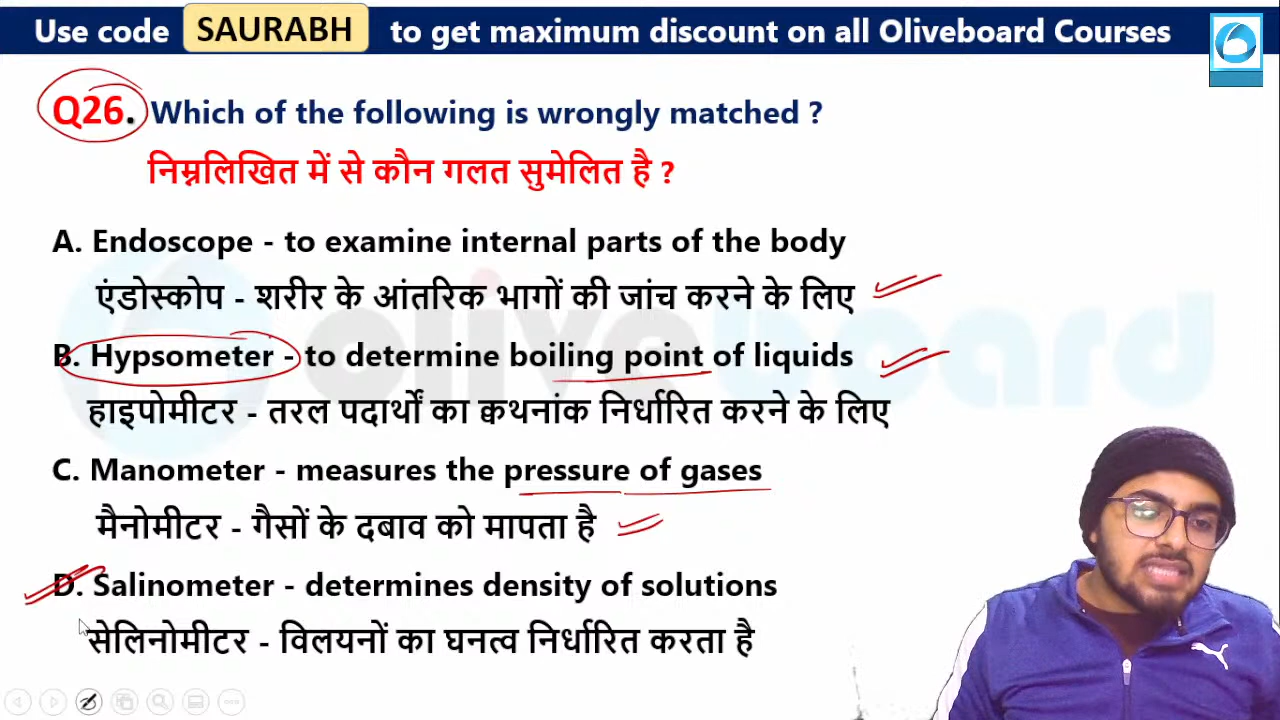 Use code SAURABH to get maximum discount on all Oliveboard Courses
Q26. Which of the following is wrongly matched ?
निम्नलिखित में से कौन गलत सुमेलित है ?
A. Endoscope - to examine internal parts of the body
एंडोस्कोप - शरीर के आंतरिक भागों की जांच करने के लिए
B. Hypsometer - to determine boiling point of liquids
हाइपोमीटर - तरल पदार्थों का क्वथनांक निर्धारित करने के लिए
C. Manometer - measures the pressure of gases
मैनोमीटर - गैसों के दबाव को मापता है
D. Salinometer - determines density of solutions
सेलिनोमीटर - विलयनों का घनत्व निर्धारित करता है
oliveboard